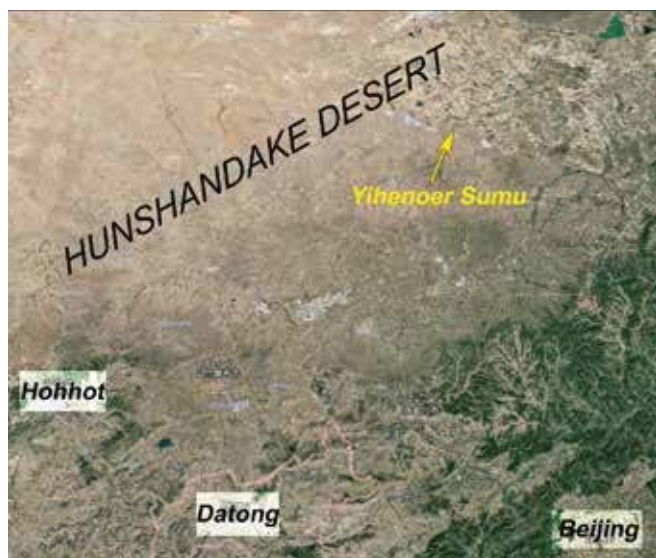 HUNSHANDAKE DESERT
Yihenoer Sumu
Hohhot
Datong
Beijing